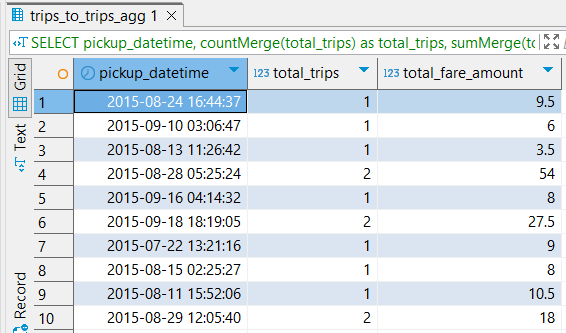 trips_to_trips_agg 1
SELECT pickup_datetime, countMerge(total_trips) as total_trips, sumMerge(to
Grid
Text
Record
pickup_datetime 123 total_trips 123 total_fare_amount
1 2015-08-24 16:44:37 1 9.5
2 2015-09-10 03:06:47 1 6
3 2015-08-13 11:26:42 1 3.5
4 2015-08-28 05:25:24 2 54
5 2015-09-16 04:14:32 1 8
6 2015-09-18 18:19:05 2 27.5
7 2015-07-22 13:21:16 1 9
8 2015-08-15 02:25:27 1 8
9 2015-08-11 15:52:06 1 10.5
10 2015-08-29 12:05:40 2 18